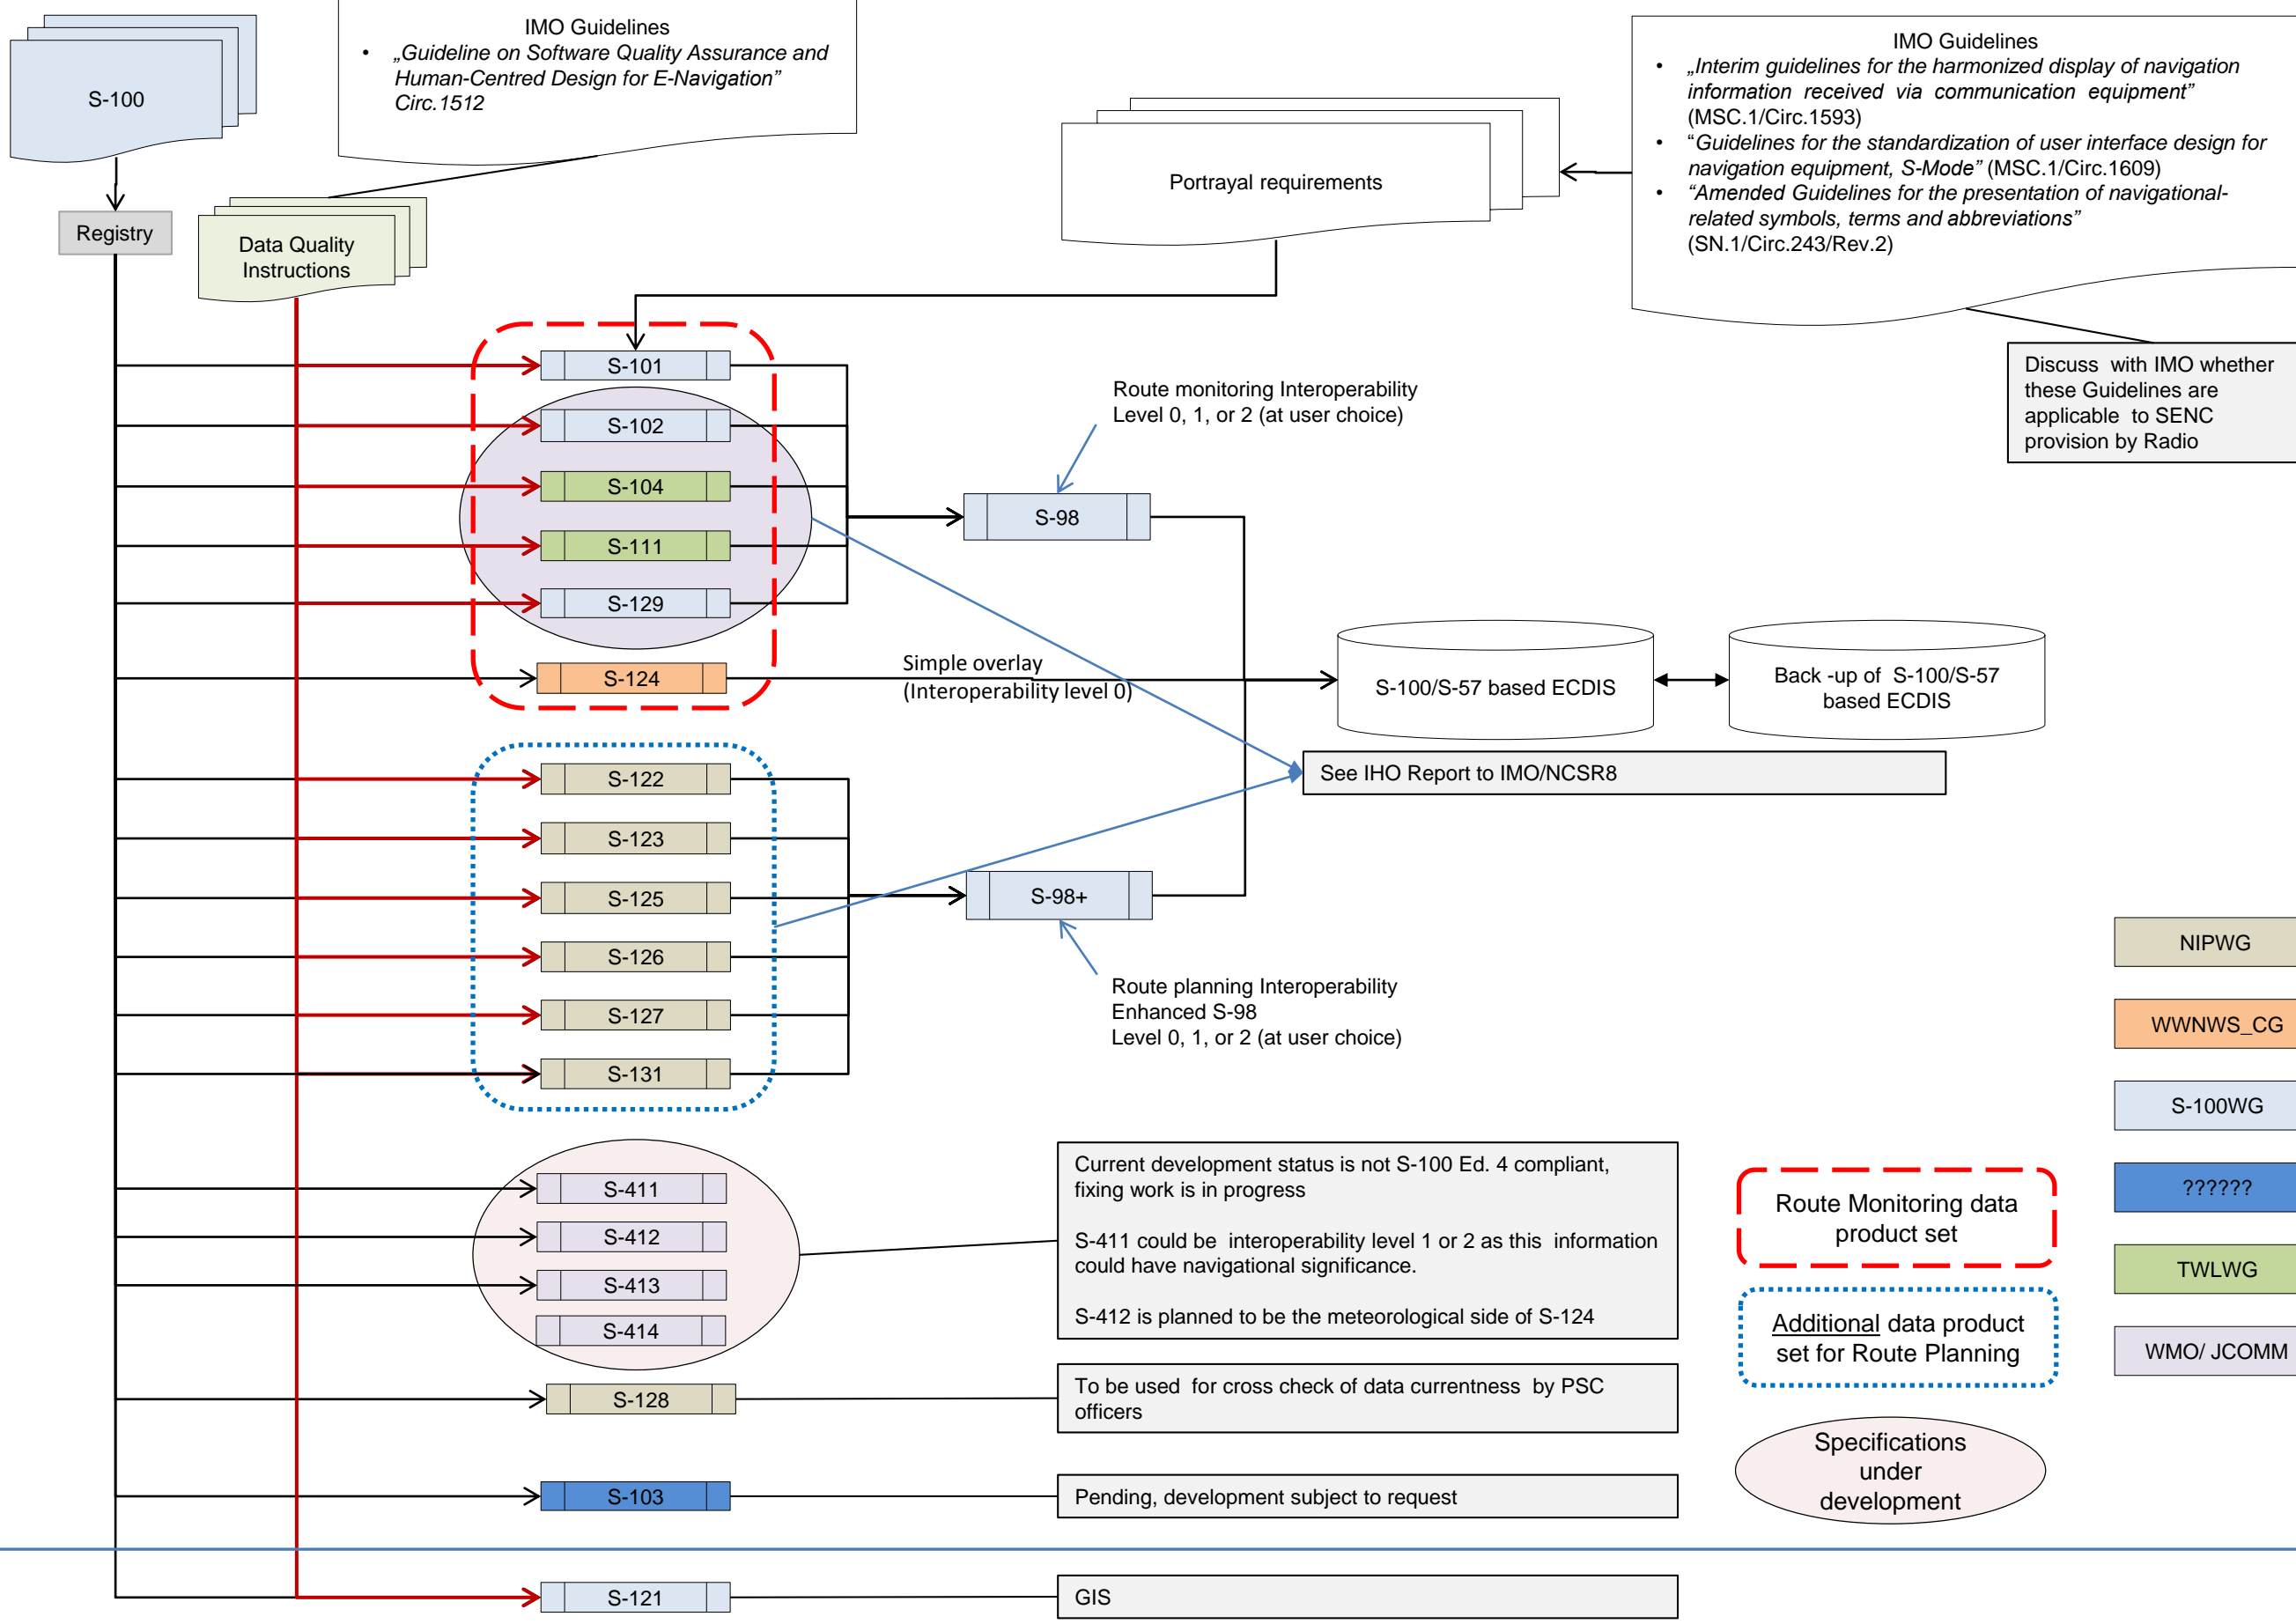 S-100
IMO Guidelines
• „Guideline on Software Quality Assurance and
Human-Centred Design for E-Navigation”
Circ.1512
IMO Guidelines
• „Interim guidelines for the harmonized display of navigation
information received via communication equipment”
(MSC.1/Circ.1593)
• “Guidelines for the standardization of user interface design for
navigation equipment, S-Mode” (MSC.1/Circ.1609)
• “Amended Guidelines for the presentation of navigational-
related symbols, terms and abbreviations”
(SN.1/Circ.243/Rev.2)
Portrayal requirements
Registry
Data Quality
Instructions
Discuss with IMO whether
these Guidelines are
applicable to SENC
provision by Radio
S-101
S-102
S-104
S-111
S-129
S-124
Route monitoring Interoperability
Level 0, 1, or 2 (at user choice)
S-98
Simple overlay
(Interoperability level 0)
S-100/S-57 based ECDIS
Back -up of S-100/S-57
based ECDIS
See IHO Report to IMO/NCSR8
S-122
S-123
S-125
S-126
S-127
S-131
S-98+
Route planning Interoperability
Enhanced S-98
Level 0, 1, or 2 (at user choice)
S-411
S-412
S-413
S-414
Current development status is not S-100 Ed. 4 compliant,
fixing work is in progress
S-411 could be interoperability level 1 or 2 as this information
could have navigational significance.
S-412 is planned to be the meteorological side of S-124
S-128
To be used for cross check of data currentness by PSC
officers
S-103
Pending, development subject to request
S-121
GIS
Route Monitoring data
product set
Additional data product
set for Route Planning
Specifications
under
development
NIPWG
WWNWS_CG
S-100WG
??????
TWLWG
WMO/ JCOMM